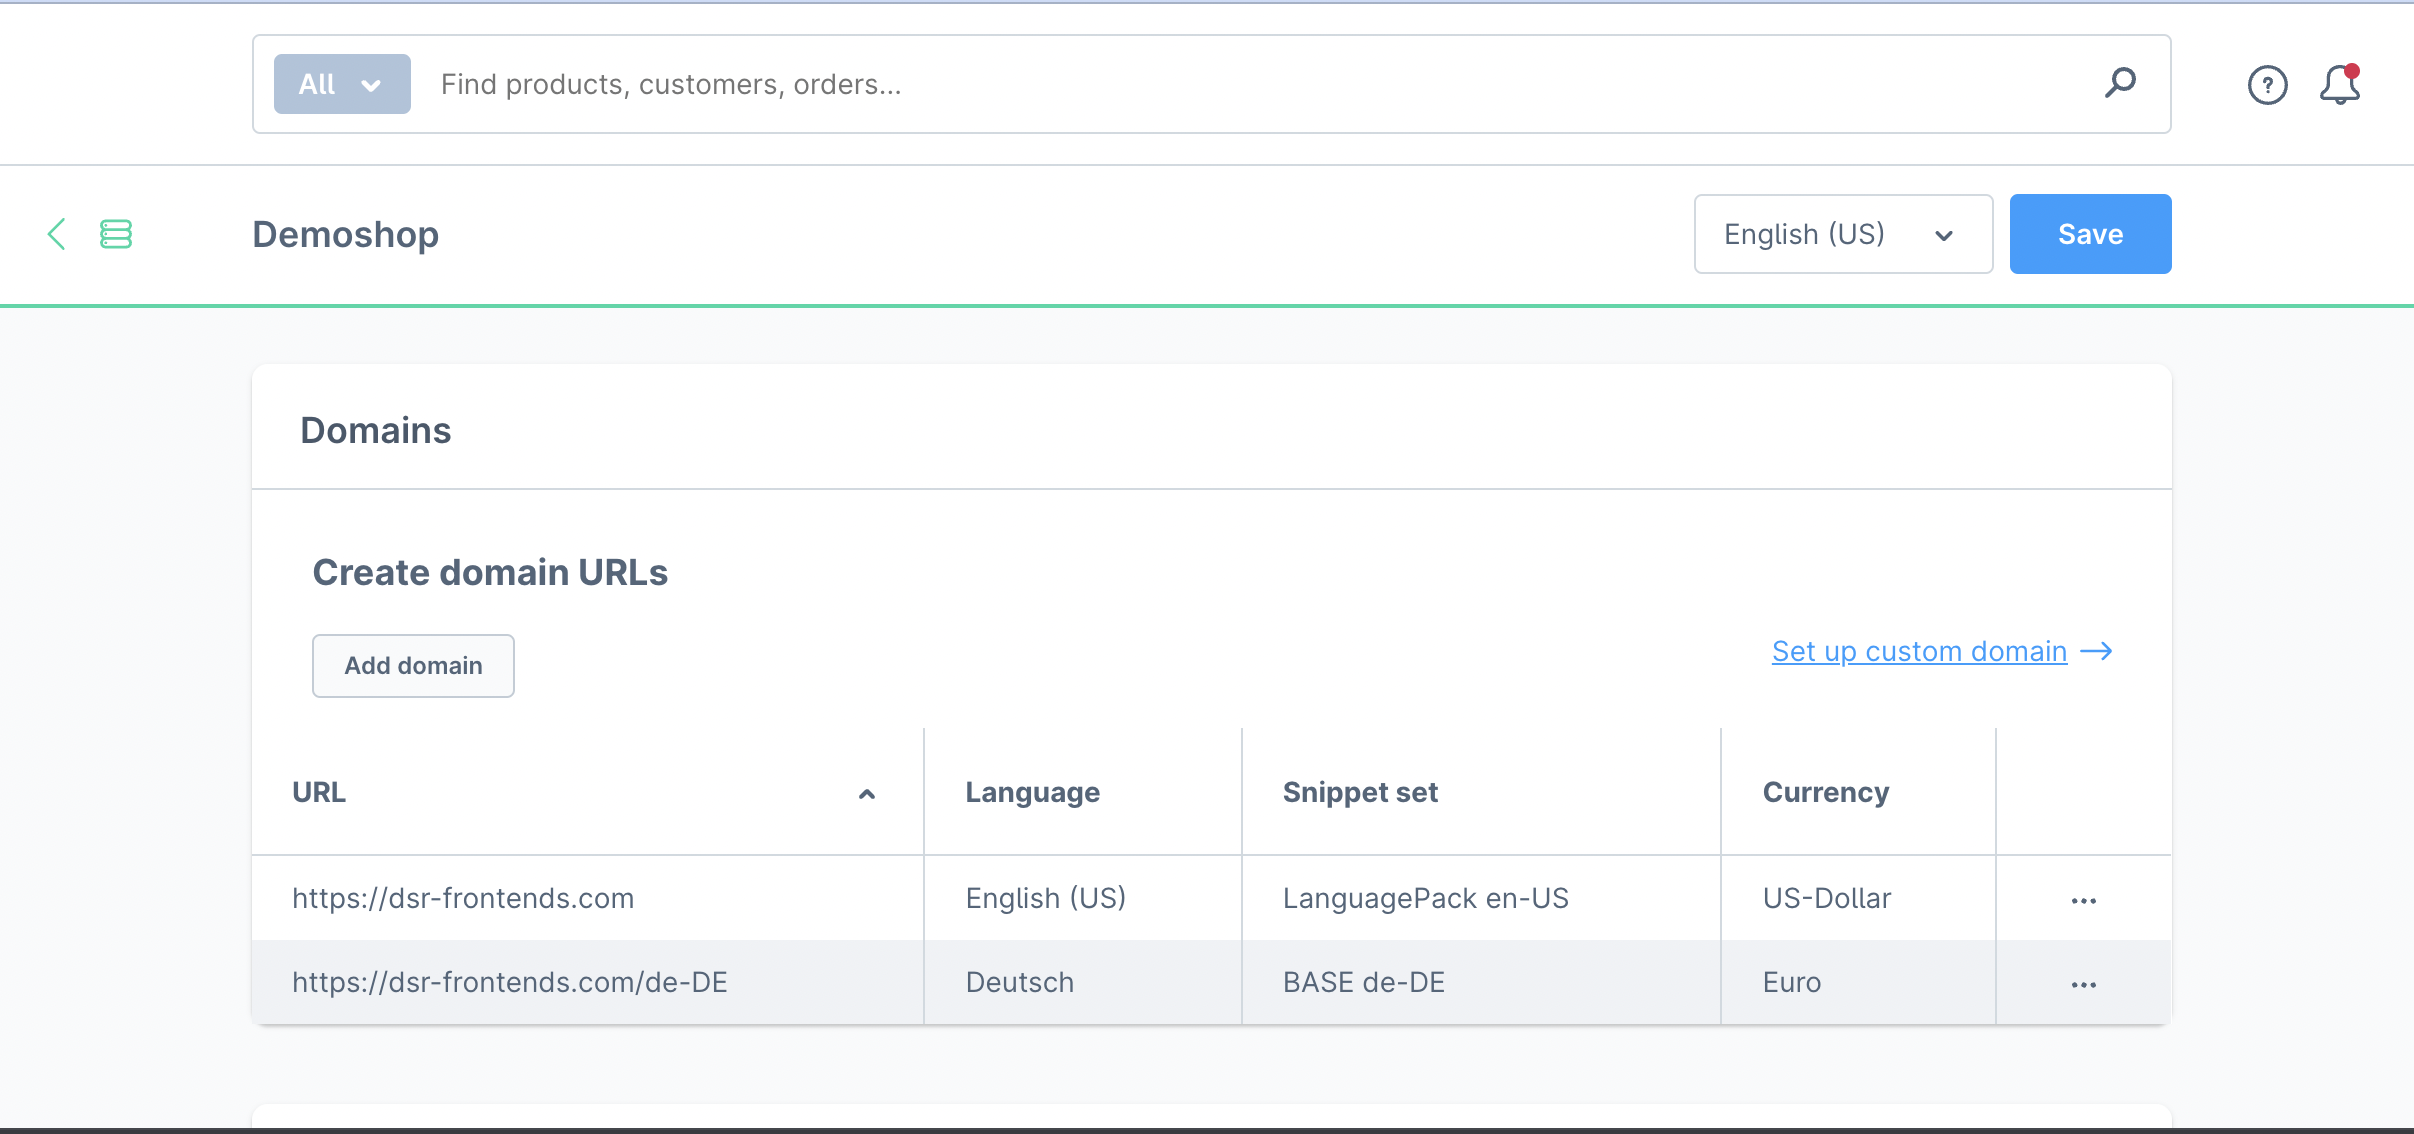 All
Find products, customers, orders...
Demoshop
English (US)
Save
Domains
Create domain URLs
Add domain
Set up custom domain
URL Language Snippet set Currency
https://dsr-frontends.com English (US) LanguagePack en-US US-Dollar
https://dsr-frontends.com/de-DE Deutsch BASE de-DE Euro